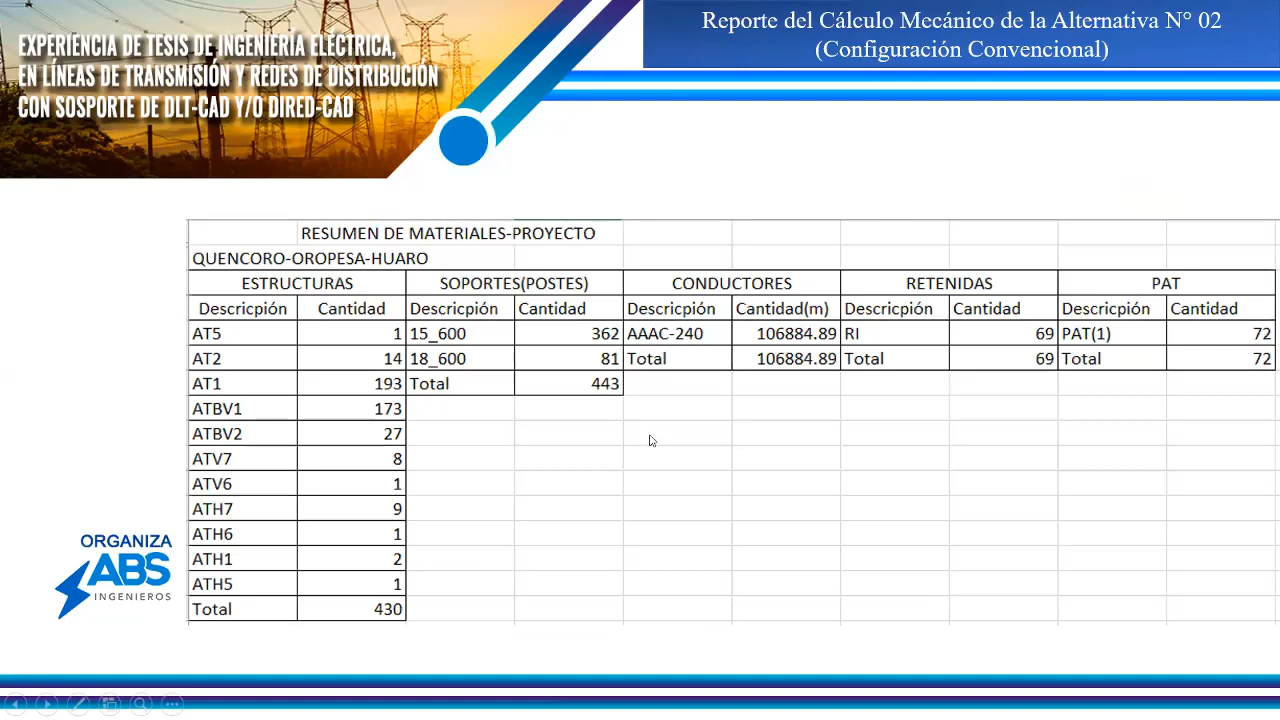 EXPERIENCIA DE TESIS DE INGENIERÍA ELÉCTRICA,
EN LÍNEAS DE TRANSMISIÓN Y REDES DE DISTRIBUCIÓN
CON SOSPORTE DE DLT-CAD Y/O DIRED-CAD
Reporte del Cálculo Mecánico de la Alternativa N° 02
(Configuración Convencional)
RESUMEN DE MATERIALES-PROYECTO
QUENCORO-OROPESA-HUARO
ESTRUCTURAS SOPORTES(POSTES) CONDUCTORES RETENIDAS PAT
Descricpión Cantidad Descricpión Cantidad Descricpión Cantidad(m) Descricpión Cantidad Descricpión Cantidad
AT5 1 15_600 362 AAAC-240 106884.89 RI 69 PAT(1) 72
AT2 14 18_600 81 Total 106884.89 Total 69 Total 72
AT1 193 Total 443
ATBV1 173
ATBV2 27
ATV7 8
ATV6 1
ATH7 9
ATH6 1
ATH1 2
ATH5 1
Total 430
ORGANIZA
ABS
INGENIEROS